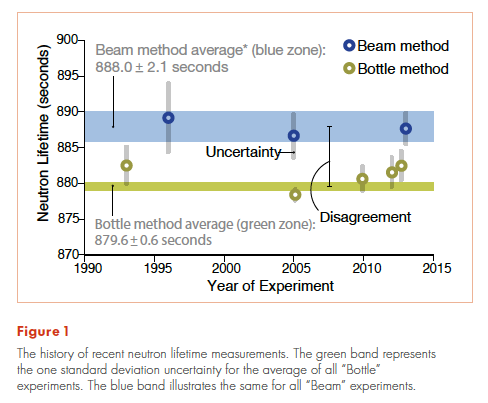 Beam method average* (blue zone):
888.0 ± 2.1 seconds
Beam method
Bottle method
Uncertainty
Disagreement
Bottle method average (green zone):
879.6 ± 0.6 seconds
Neutron Lifetime (seconds)
900
895
890
885
880
875
870
1990
1995
2000
2005
2010
2015
Year of Experiment
Figure 1
The history of recent neutron lifetime measurements. The green band represents
the one standard deviation uncertainty for the average of all “Bottle”
experiments. The blue band illustrates the same for all “Beam” experiments.